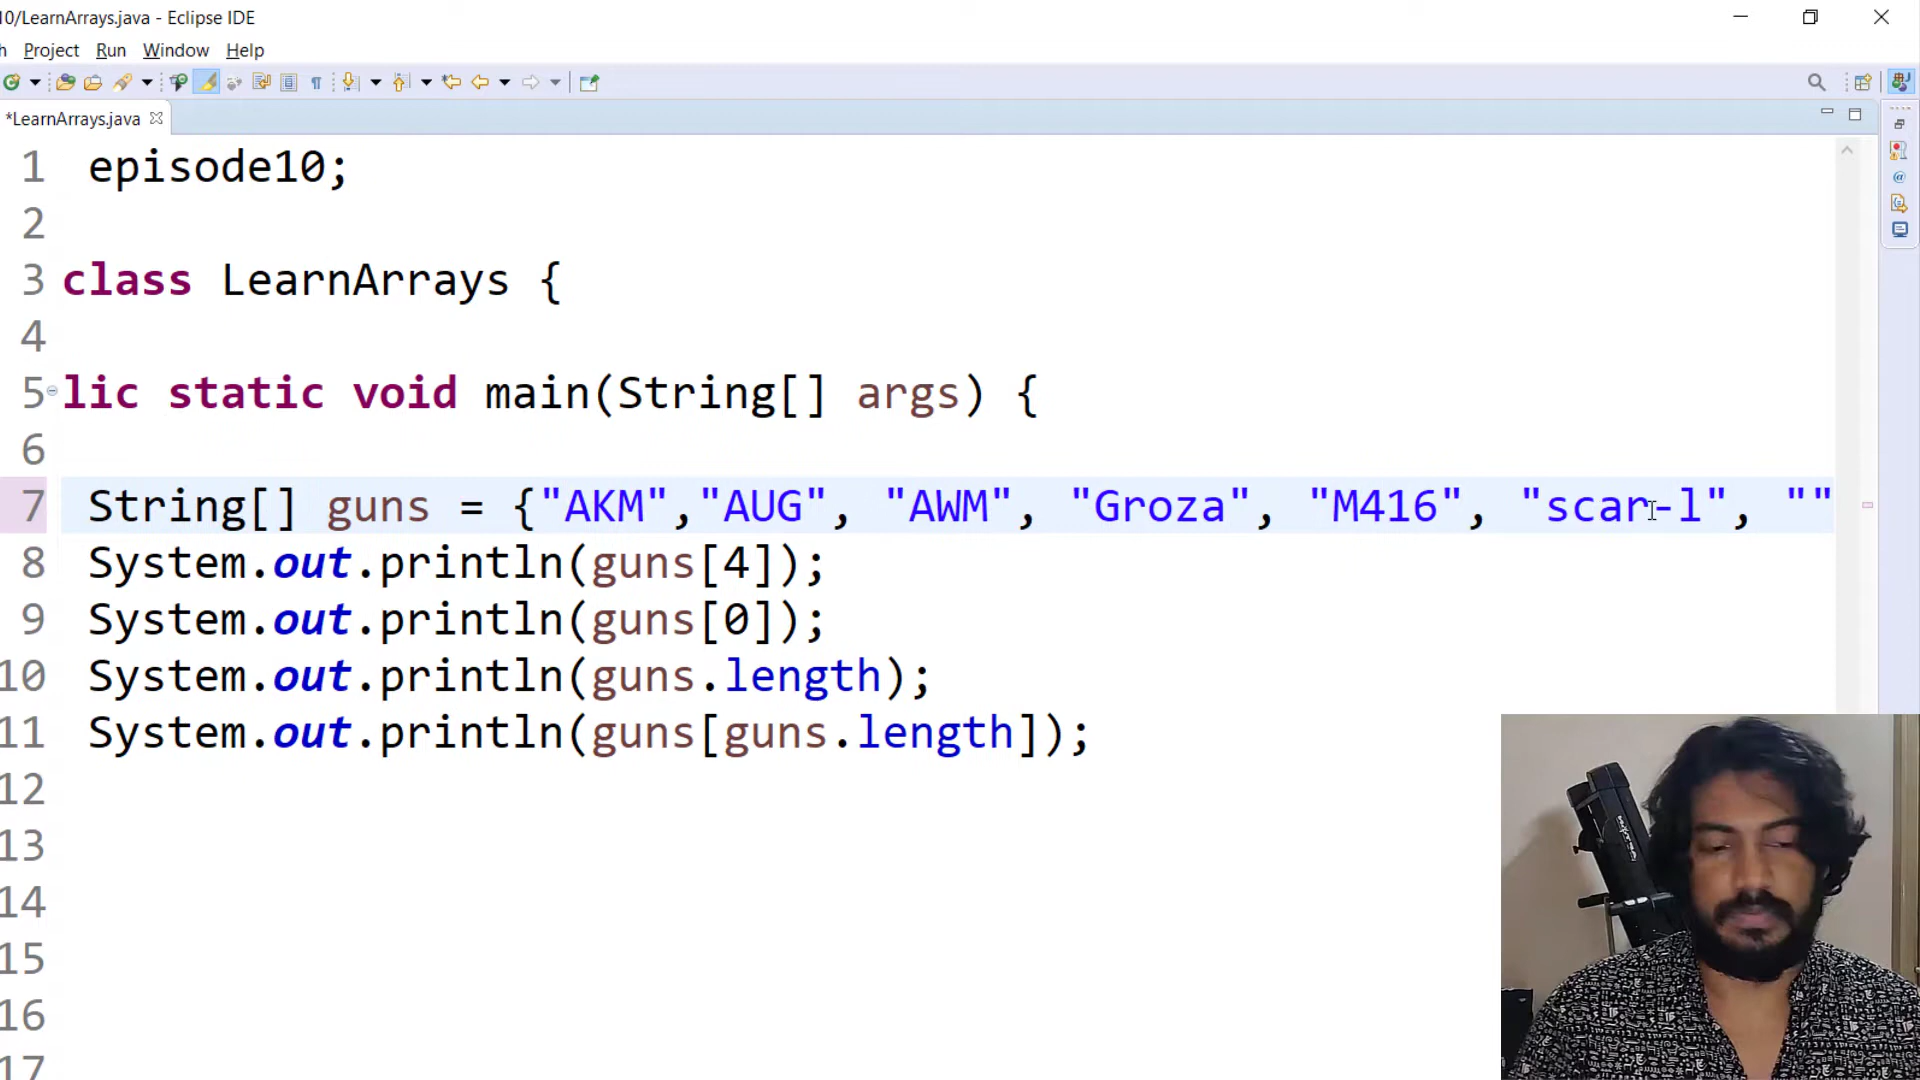 10/LearnArrays.java - Eclipse IDE
h Project Run Window Help
*LearnArrays.java
1 episode10;
2
3 class LearnArrays {
4
5 lic static void main(String[] args) {
6
7 String[] guns = {"AKM","AUG", "AWM", "Groza", "M416", "scar-l", ""
8 System.out.println(guns[4]);
9 System.out.println(guns[0]);
10 System.out.println(guns.length);
11 System.out.println(guns[guns.length]);
12
13
14
15
16
17